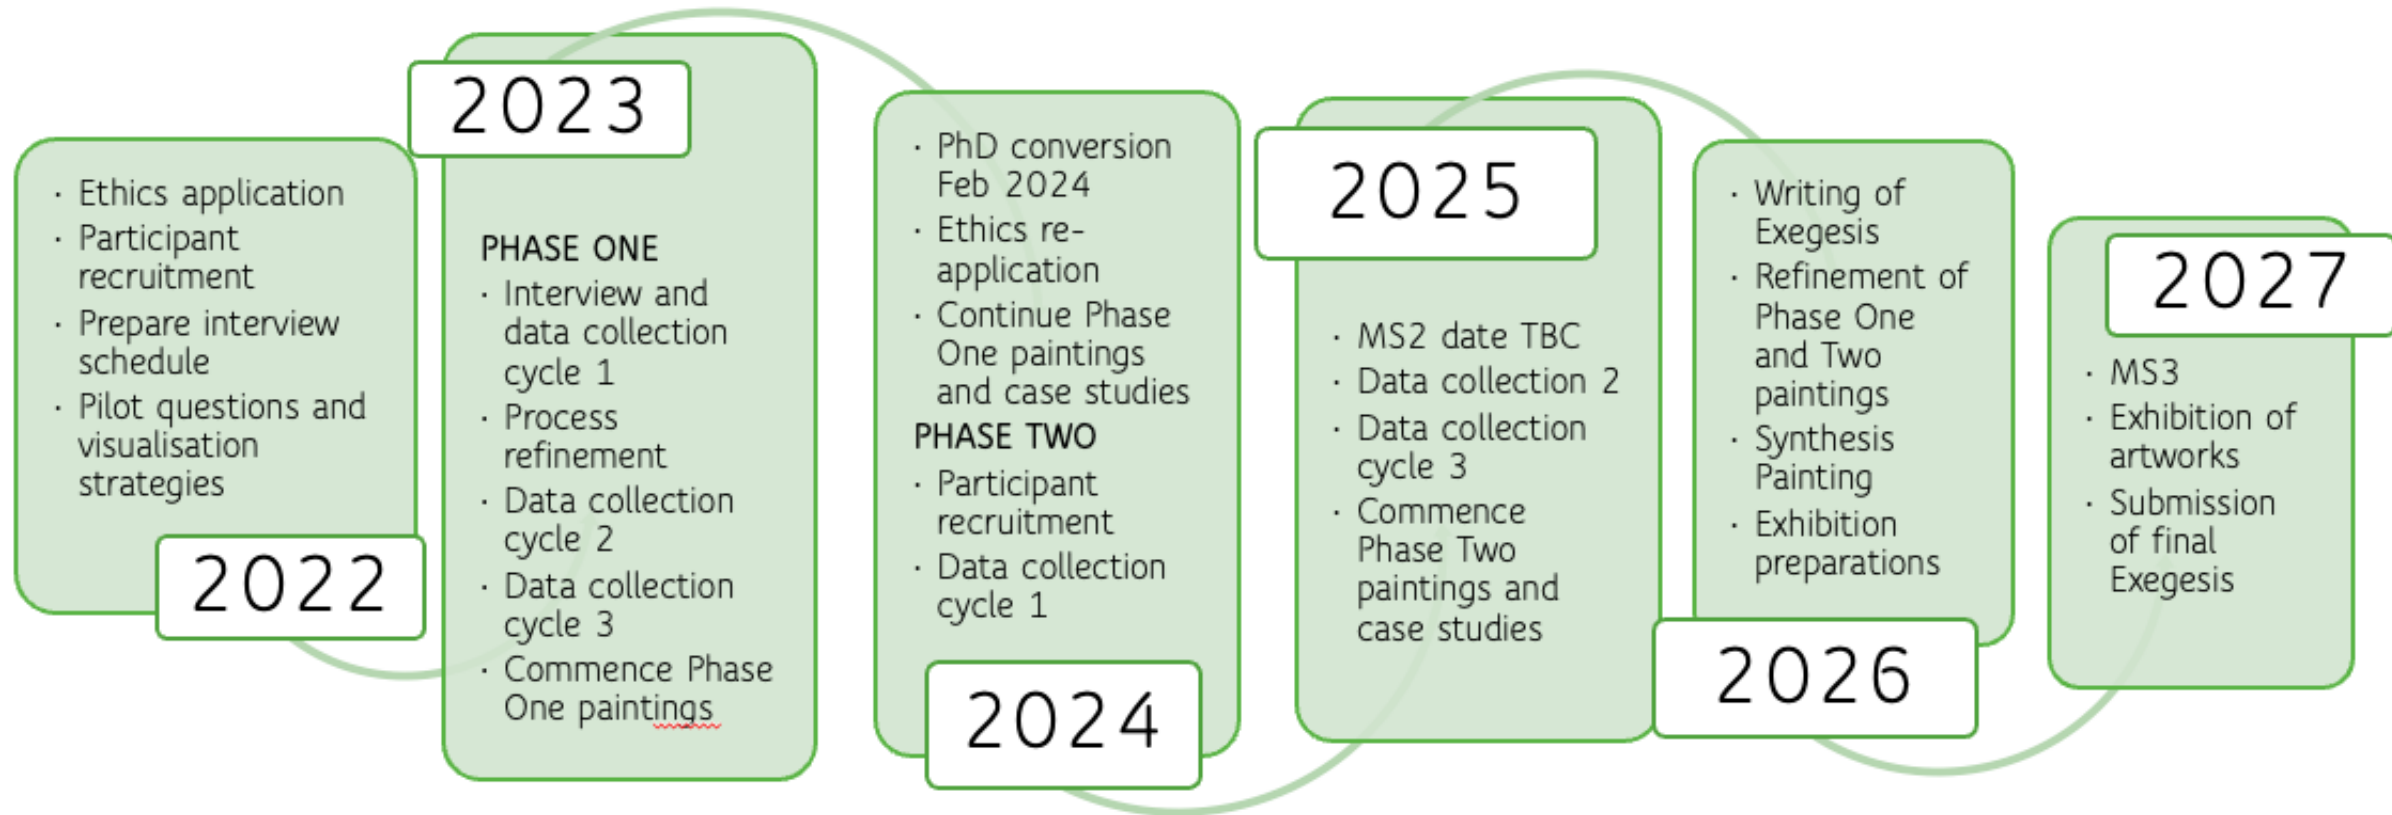 · Ethics application
· Participant
recruitment
· Prepare interview
schedule
· Pilot questions and
visualisation
strategies
2022
2023
PHASE ONE
· Interview and
data collection
cycle 1
· Process
refinement
· Data collection
cycle 2
· Data collection
cycle 3
· Commence Phase
One paintings
· PhD conversion
Feb 2024
· Ethics re-
application
· Continue Phase
One paintings
and case studies
PHASE TWO
· Participant
recruitment
· Data collection
cycle 1
2024
2025
· MS2 date TBC
· Data collection 2
· Data collection
cycle 3
· Commence
Phase Two
paintings and
case studies
· Writing of
Exegesis
· Refinement of
Phase One
and Two
paintings
· Synthesis
Painting
· Exhibition
preparations
2026
2027
· MS3
· Exhibition of
artworks
· Submission
of final
Exegesis